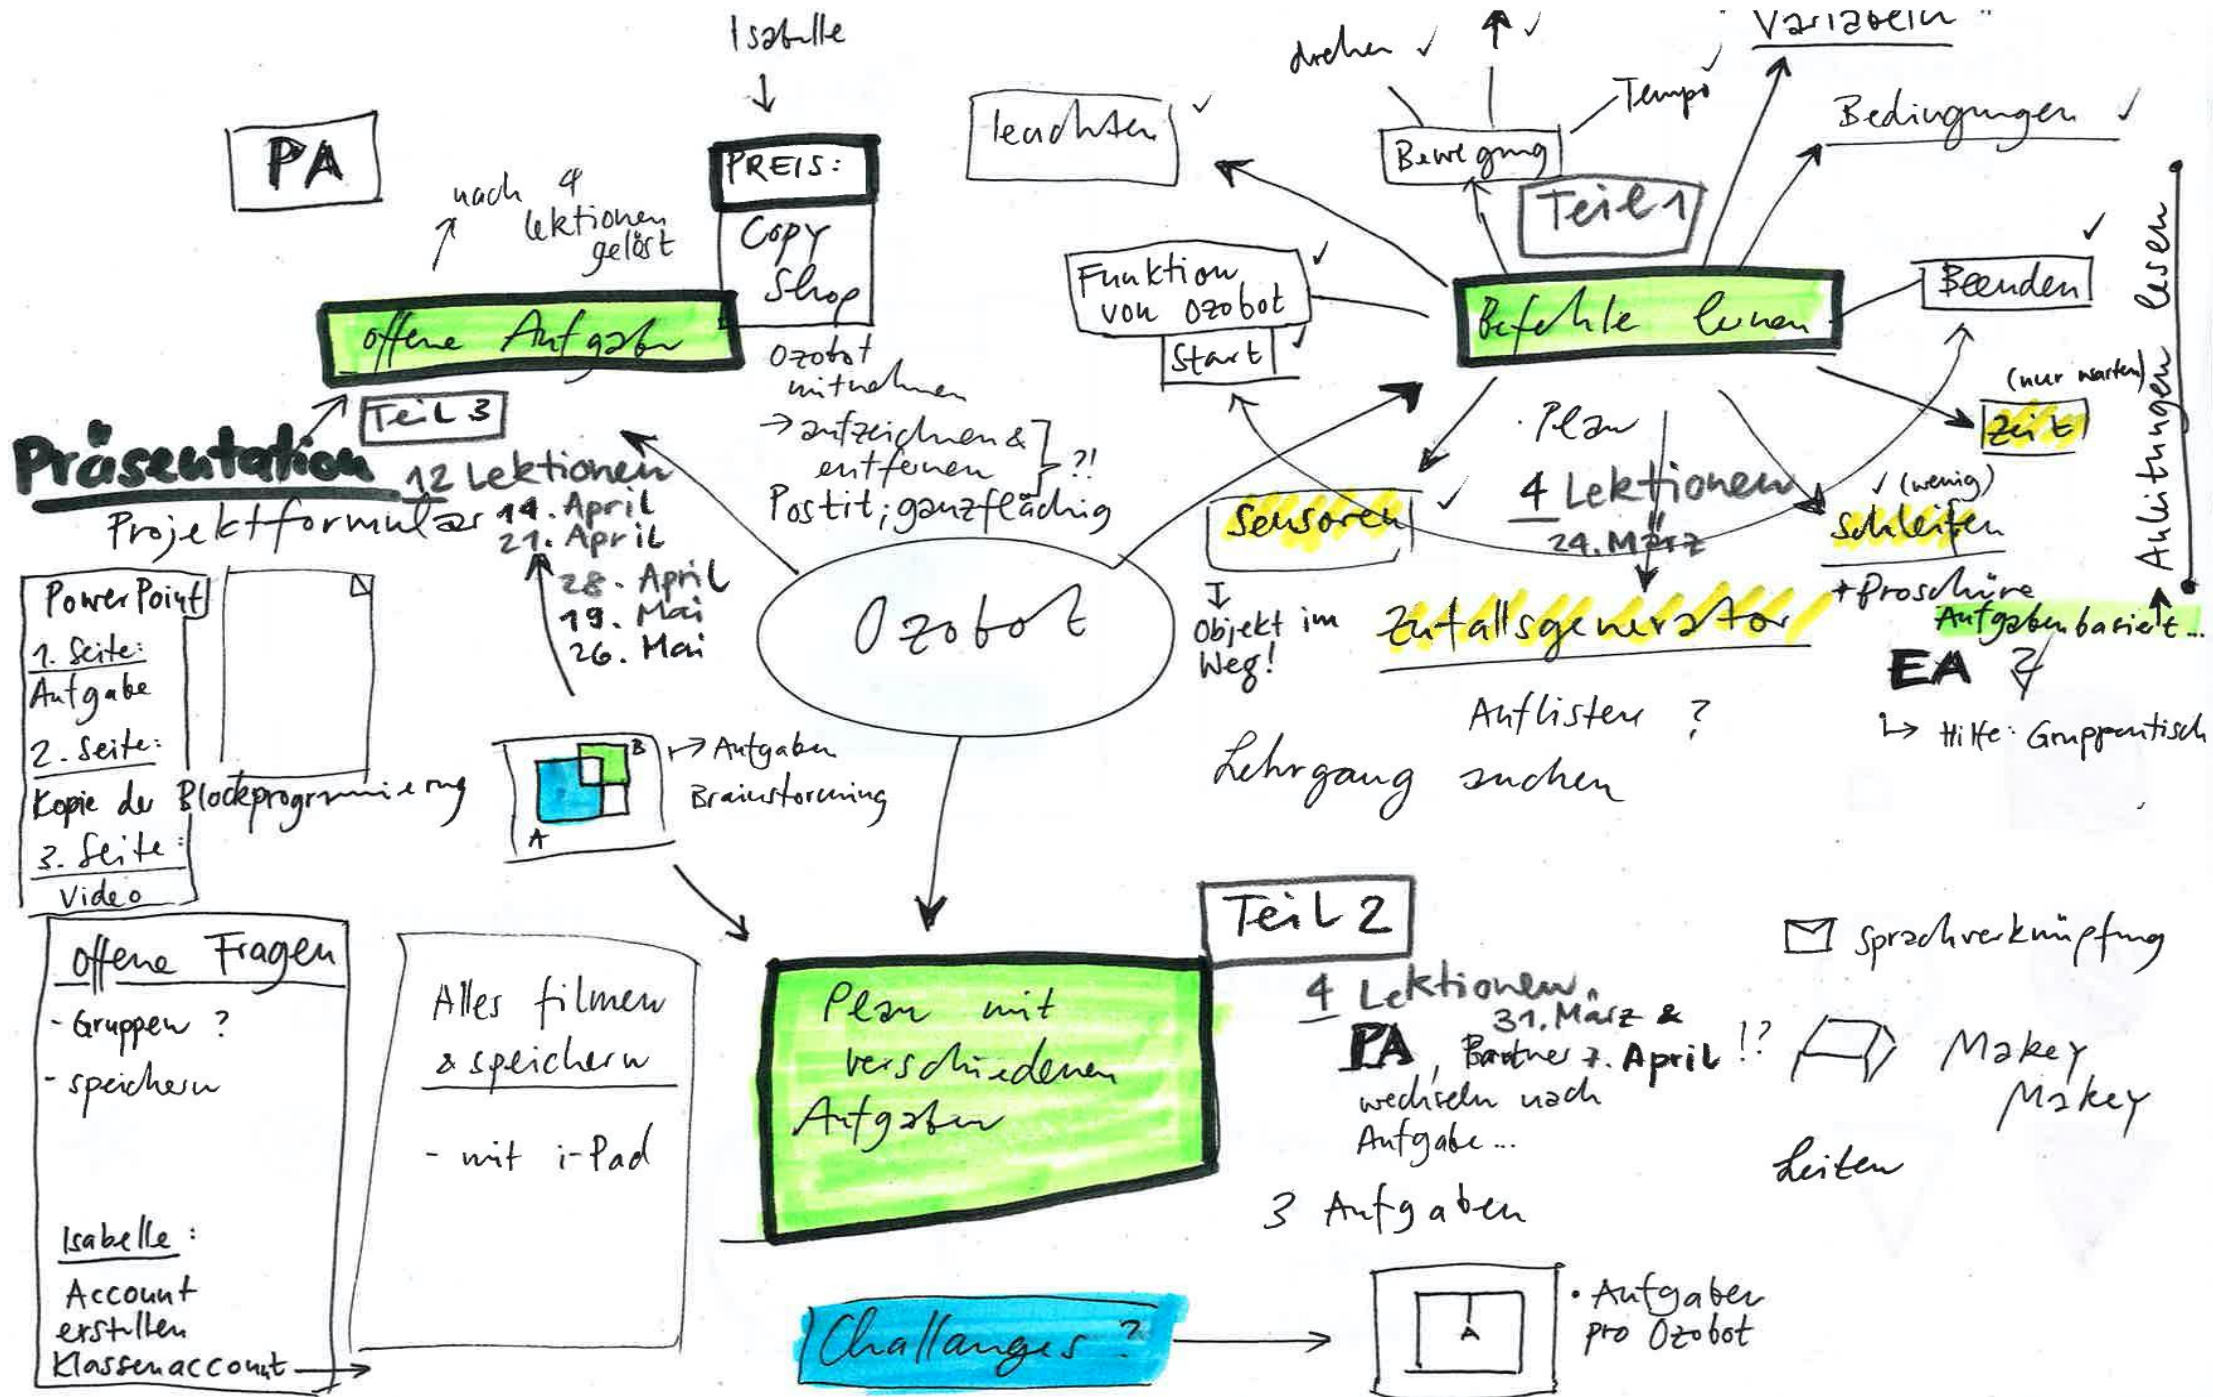 Isabelle
PA
nach 4
Lektionen
gelöst
PREIS:
Copy
Shop
offene Aufgaben
Teil 3
Ozobot
mitnehmen
→ aufzeichnen &
entfernen
?!
Postit; ganzflächig
Präsentation
12 Lektionen
Projektformular
14. April
21. April
28. April
19. Mai
26. Mai
PowerPoint
1. Seite:
Aufgabe
2. Seite:
Kopie der Blockprogrammierung
3. Seite:
Video
A
B
→ Aufgaben
Brainstorming
Ozobot
leuchten ✓
drehen ✓
↑ ✓
Tempo ✓
Bewegung
"Variabeln"
Bedingungen ✓
Teil 1
Funktion
von Ozobot ✓
Start ✓
Befehle lernen
Beenden ✓
(nur warten)
Zeit
Anleitungen lesen
· Plan
4 Lektionen
24. März
Sensoren ✓
Objekt im
Weg!
✓ (wenig)
Schleifen
+ Proschüre
Zufallsgenerator
Aufgabenbasiert...
EA ?
↳ Hilfe: Gruppentisch
Auflisten ?
Lehrgang suchen
offene Fragen
- Gruppen ?
- speichern
Isabelle:
Account
erstellen
Klassenaccount →
Alles filmen
& speichern
- mit i-Pad
Teil 2
Plan mit
verschiedenen
Aufgaben
4 Lektionen
31. März &
PA, Partner 7. April !?
wechseln nach
Aufgabe...
3 Aufgaben
Sprachverknüpfung
Makey
Makey
Leiten
Challanges ?
A
· Aufgaben
pro Ozobot